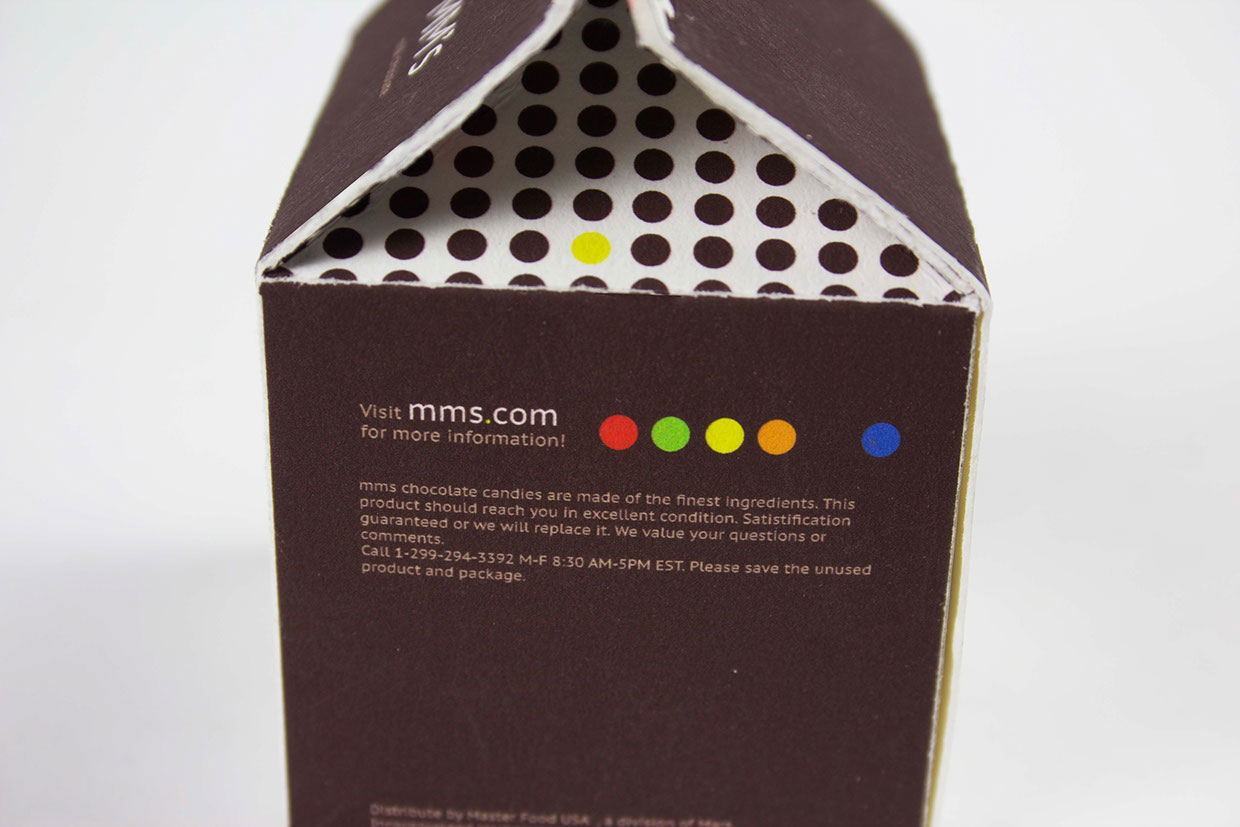 mms
Visit mms.com
for more information!
mms chocolate candies are made of the finest ingredients. This
product should reach you in excellent condition. Satistification
guaranteed or we will replace it. We value your questions or
comments.
Call 1-299-294-3392 M-F 8:30 AM-5PM EST. Please save the unused
product and package.
Distribute by Master Food USA , a division of Mars